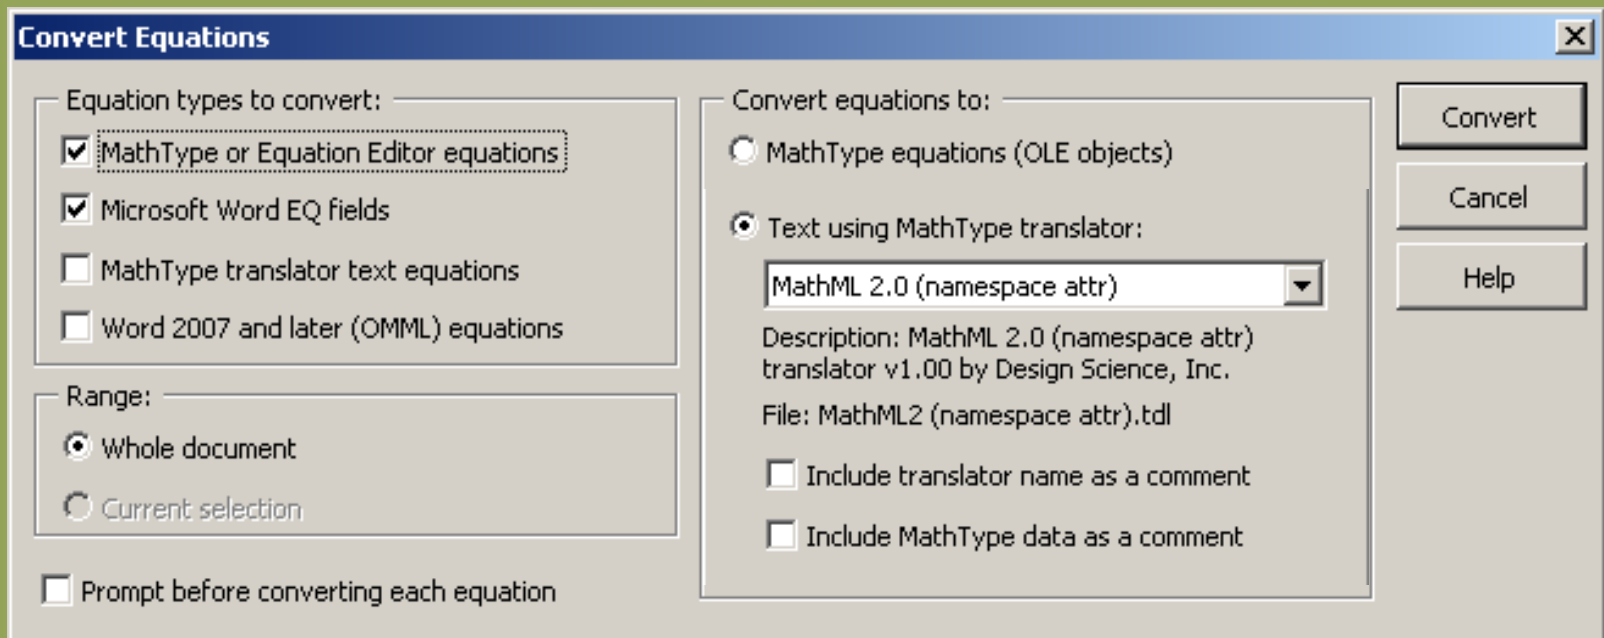 Convert Equations
Equation types to convert:
MathType or Equation Editor equations
Microsoft Word EQ fields
MathType translator text equations
Word 2007 and later (OMML) equations
Range:
Whole document
Current selection
Prompt before converting each equation
Convert equations to:
MathType equations (OLE objects)
Text using MathType translator:
MathML 2.0 (namespace attr)
Description: MathML 2.0 (namespace attr)
translator v1.00 by Design Science, Inc.
File: MathML2 (namespace attr).tdl
Include translator name as a comment
Include MathType data as a comment
Convert
Cancel
Help